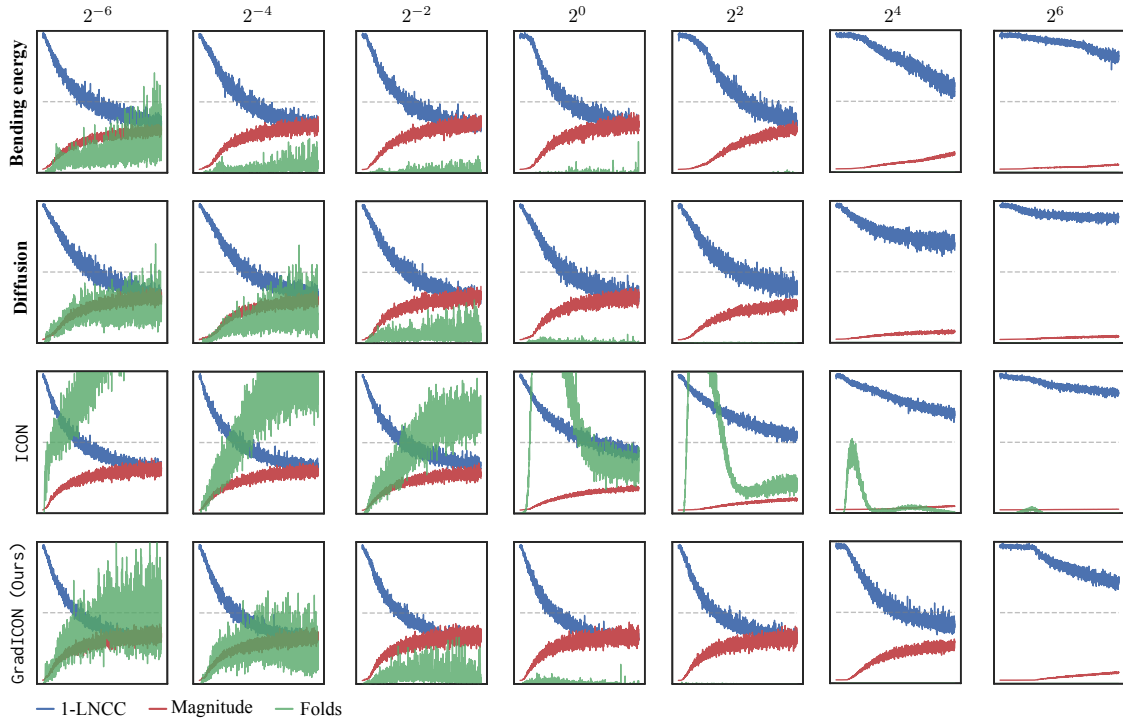 2^-6 2^-4 2^-2 2^0 2^2 2^4 2^6
Bending energy
Diffusion
ICON
GradICON (Ours)
1-LNCC Magnitude Folds